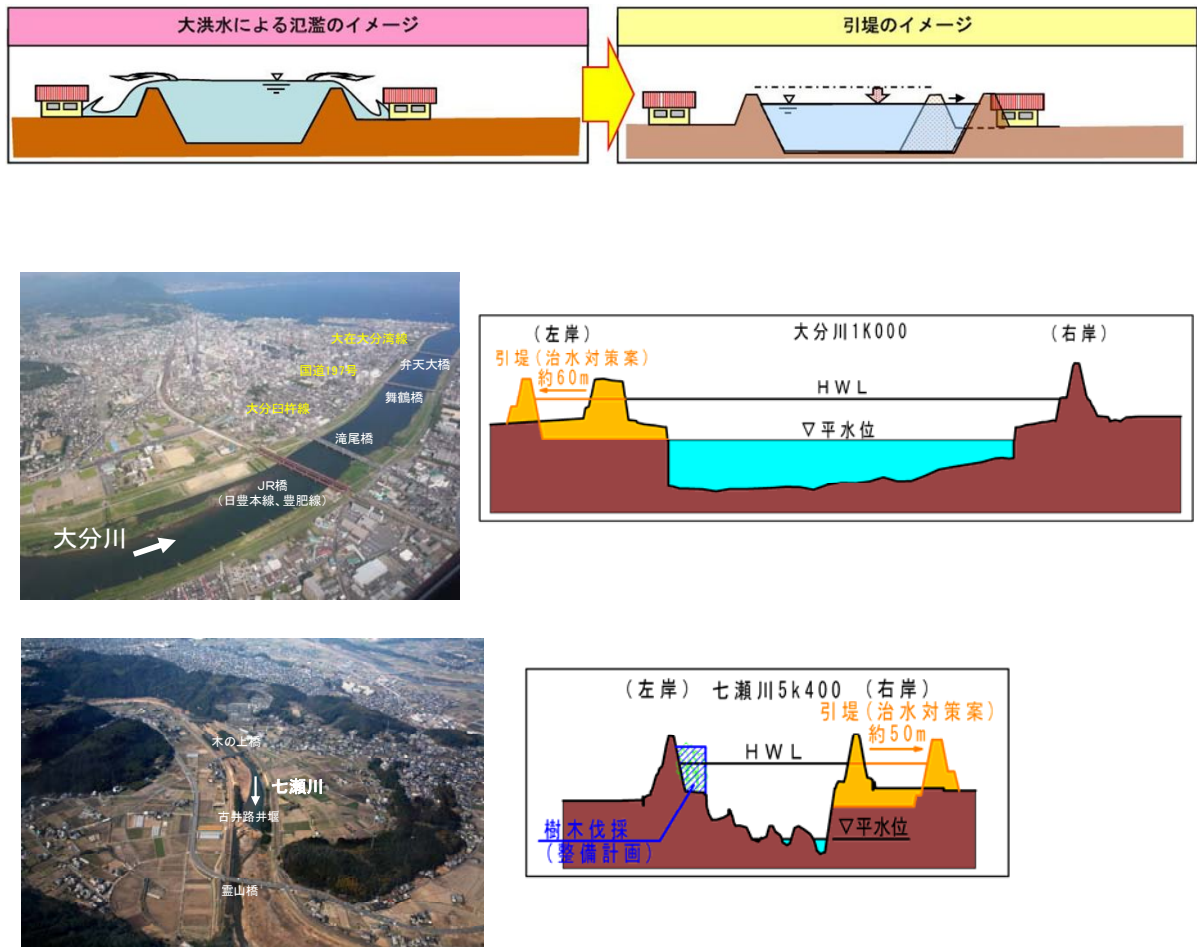 大洪水による氾濫のイメージ
引堤のイメージ
大在大分湾線
弁天大橋
国道197号
舞鶴橋
大分臼杵線
滝尾橋
JR橋
(日豊本線、豊肥線)
大分川
(左岸)
大分川1K000
(右岸)
引堤(治水対策案)
約60m
HWL
▽平水位
木の上橋
七瀬川
古井路井堰
霊山橋
(左岸)
七瀬川5k400
(右岸)
引堤(治水対策案)
約50m
HWL
樹木伐採
(整備計画)
▽平水位